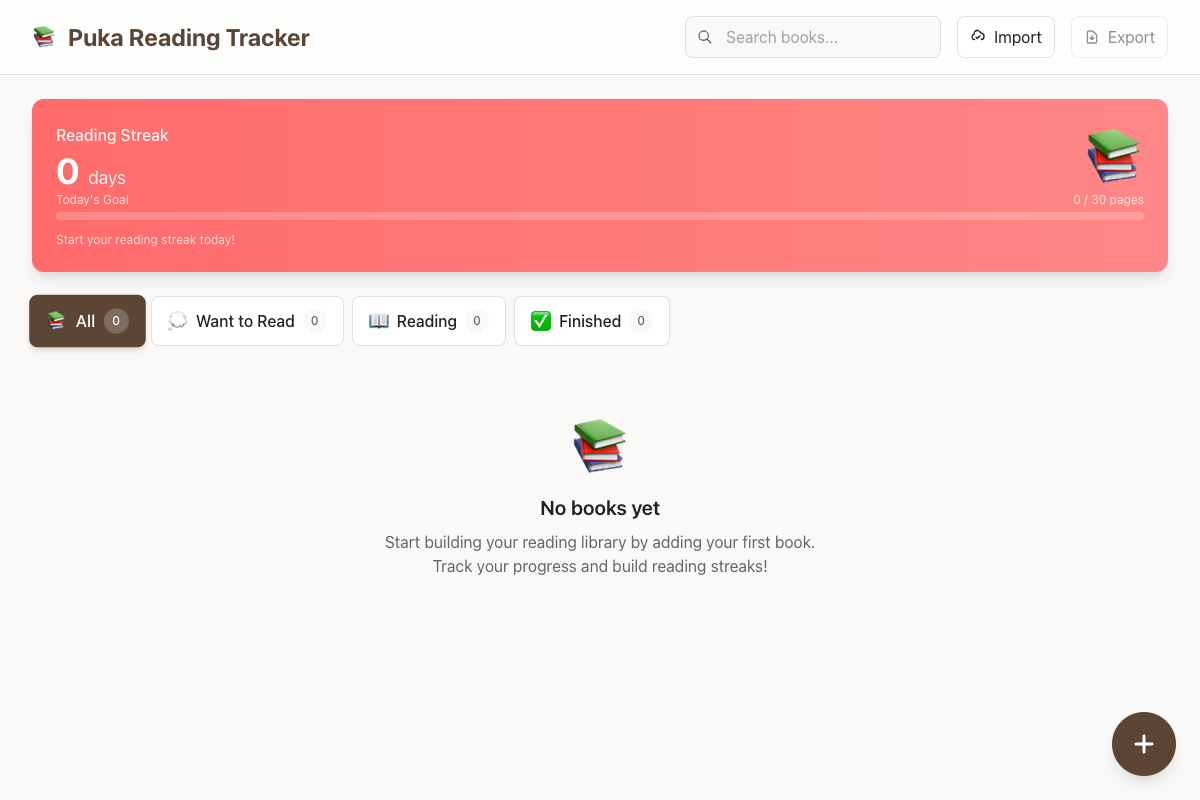 Puka Reading Tracker
Search books...
Import
Export
Reading Streak
0 days
Today's Goal
0 / 30 pages
Start your reading streak today!
All 0
Want to Read 0
Reading 0
Finished 0
No books yet
Start building your reading library by adding your first book.
Track your progress and build reading streaks!